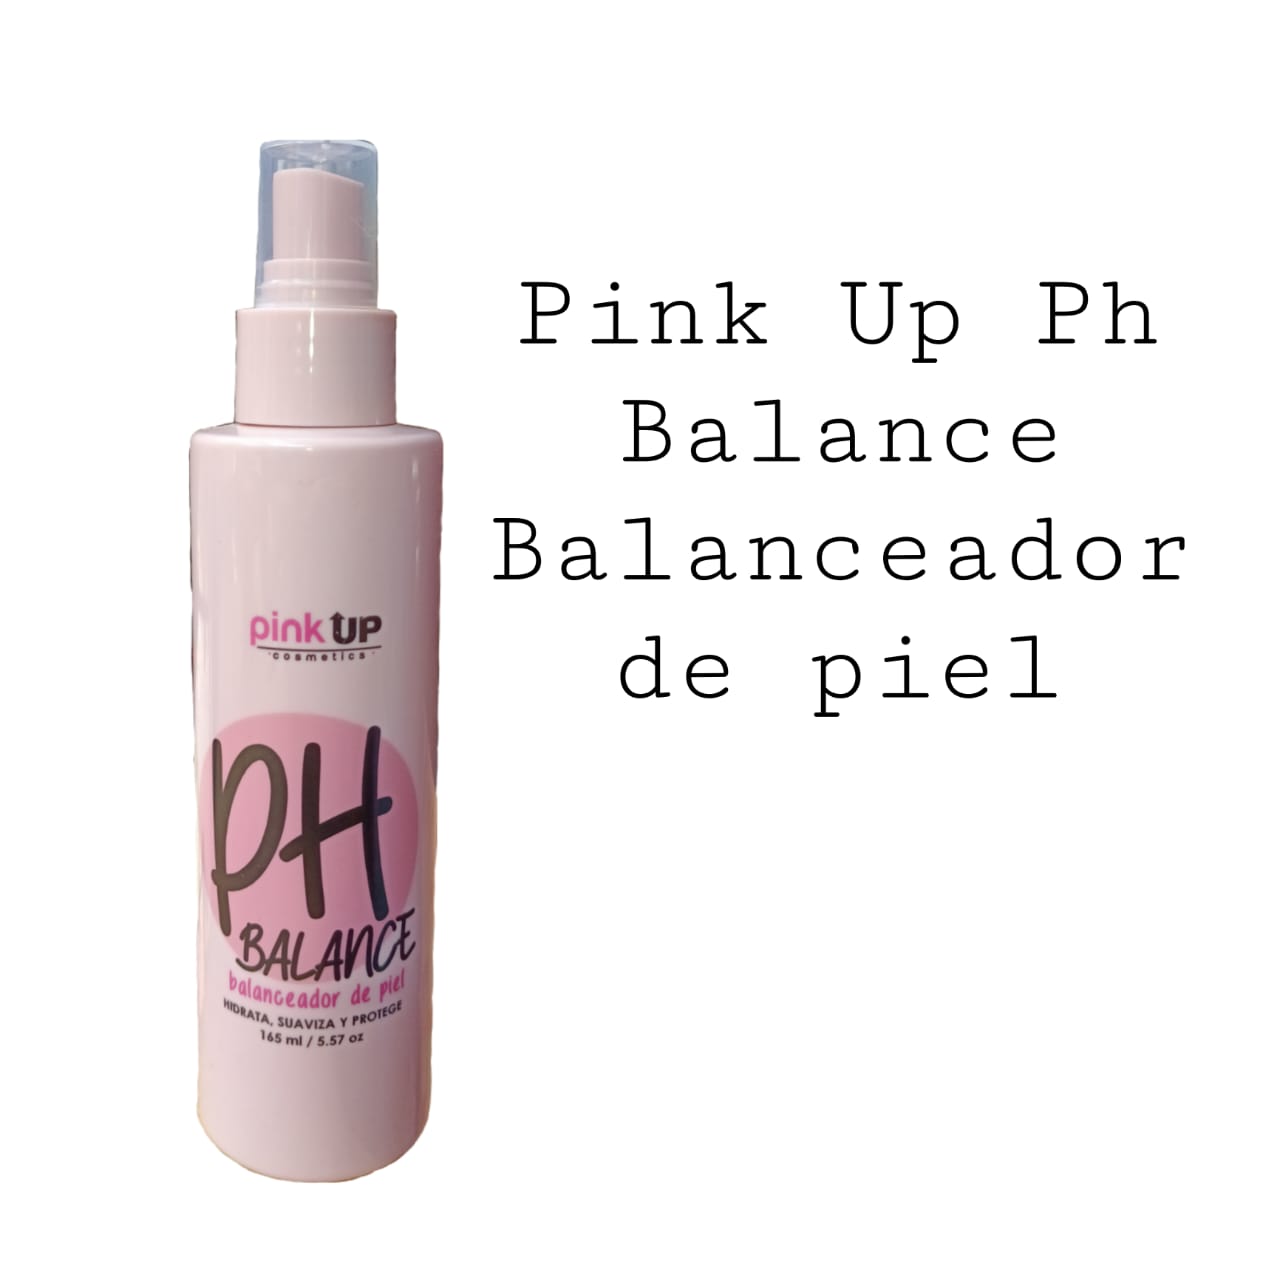 pink UP
cosmetics
PH
BALANCE
balanceador de piel
HIDRATA, SUAVIZA Y PROTEGE
165 ml / 5.57 oz
Pink Up Ph
Balance
Balanceador
de piel